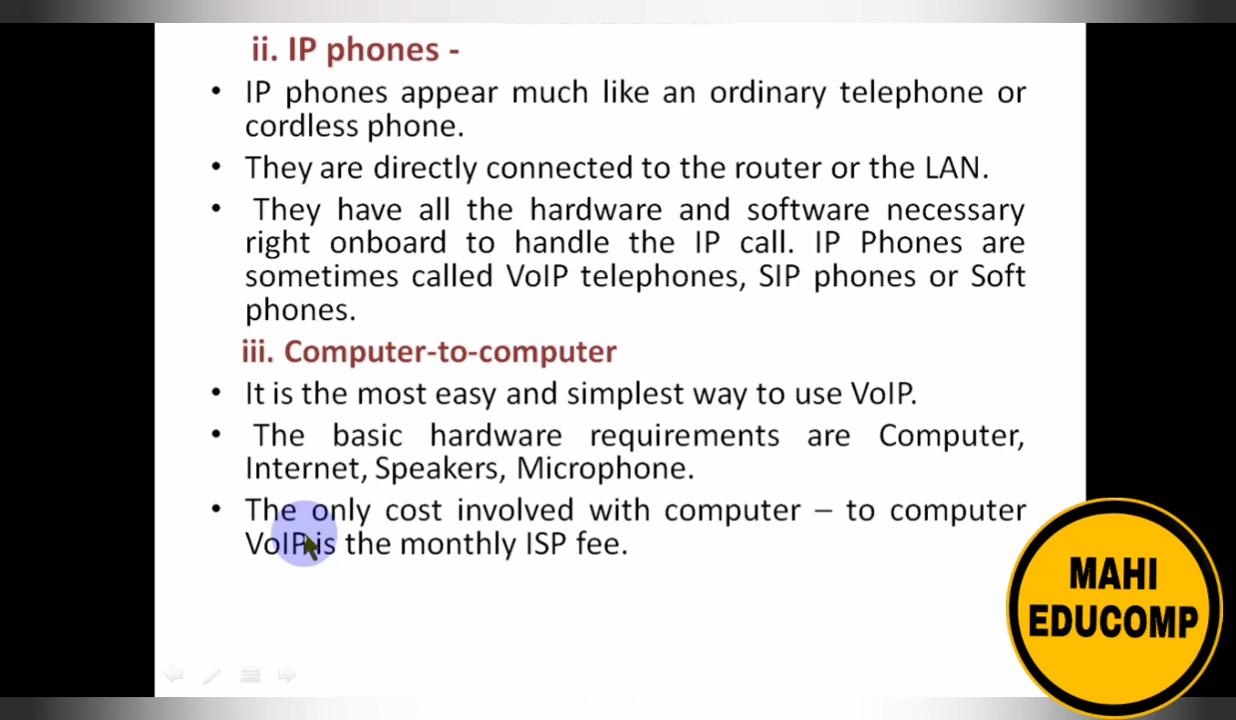 ii. IP phones -
• IP phones appear much like an ordinary telephone or
cordless phone.
• They are directly connected to the router or the LAN.
• They have all the hardware and software necessary
right onboard to handle the IP call. IP Phones are
sometimes called VoIP telephones, SIP phones or Soft
phones.
iii. Computer-to-computer
• It is the most easy and simplest way to use VoIP.
• The basic hardware requirements are Computer,
Internet, Speakers, Microphone.
• The only cost involved with computer – to computer
VoIP is the monthly ISP fee.
MAHI
EDUCOMP